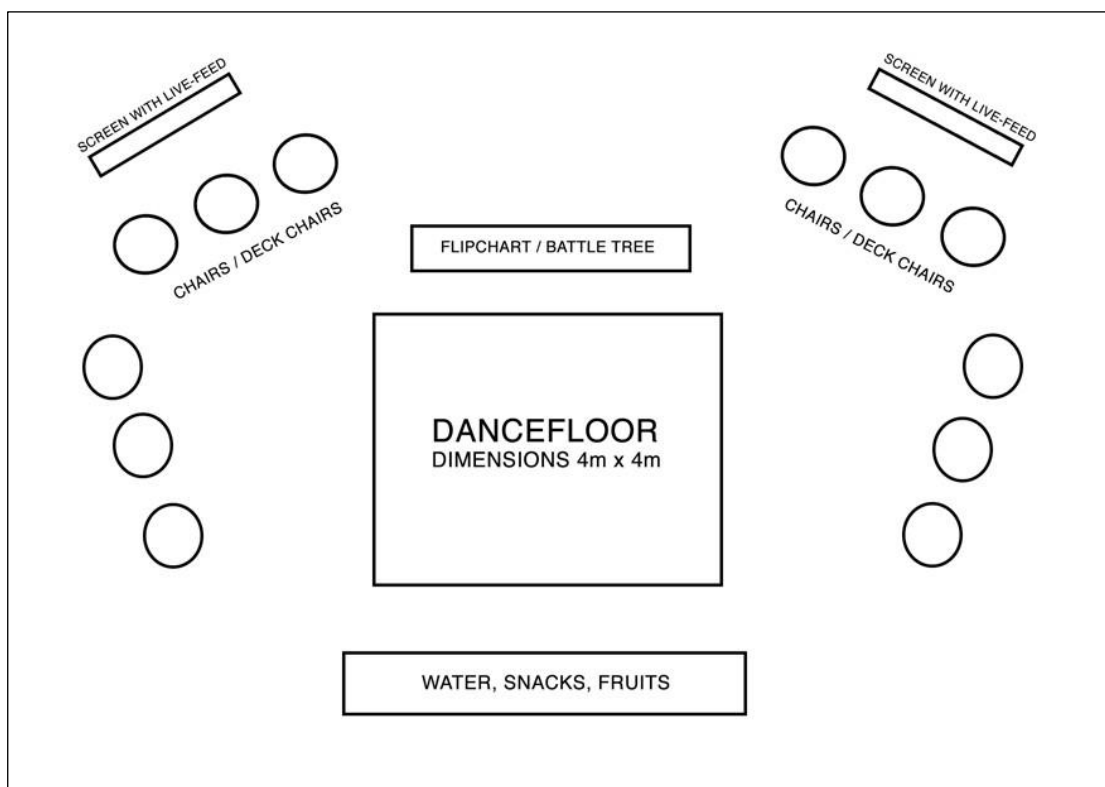 SCREEN WITH LIVE-FEED
SCREEN WITH LIVE-FEED
CHAIRS / DECK CHAIRS
CHAIRS / DECK CHAIRS
FLIPCHART / BATTLE TREE
DANCEFLOOR
DIMENSIONS 4m x 4m
WATER, SNACKS, FRUITS